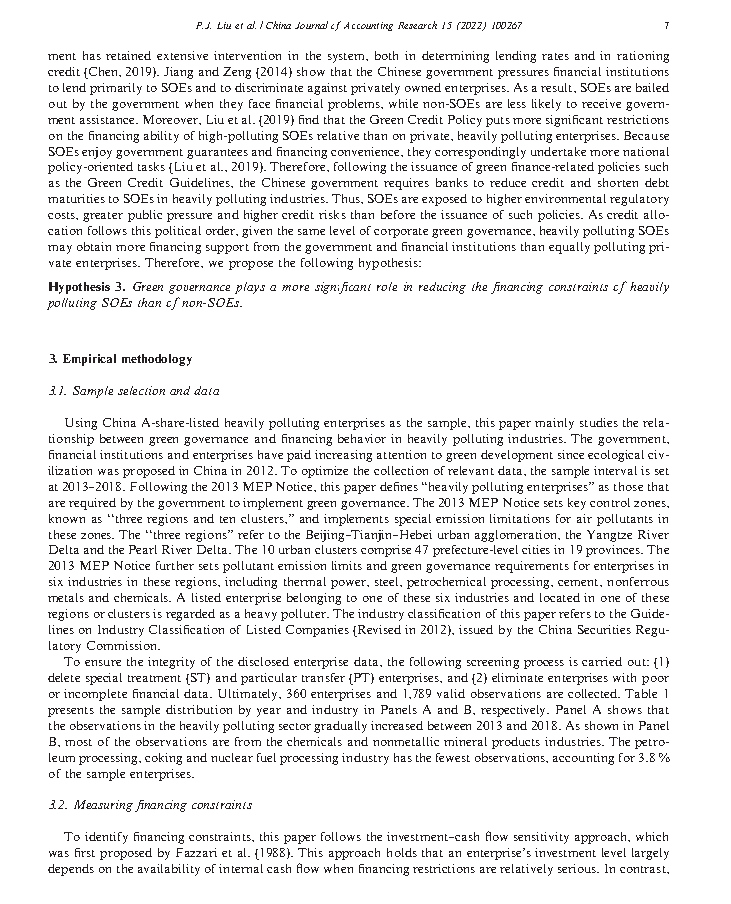 P.J. Liu et al. / China Journal of Accounting Research 15 (2022) 100267 7
ment has retained extensive intervention in the system, both in determining lending rates and in rationing
credit (Chen, 2019). Jiang and Zeng (2014) show that the Chinese government pressures financial institutions
to lend primarily to SOEs and to discriminate against privately owned enterprises. As a result, SOEs are bailed
out by the government when they face financial problems, while non-SOEs are less likely to receive govern-
ment assistance. Moreover, Liu et al. (2019) find that the Green Credit Policy puts more significant restrictions
on the financing ability of high-polluting SOEs relative than on private, heavily polluting enterprises. Because
SOEs enjoy government guarantees and financing convenience, they correspondingly undertake more national
policy-oriented tasks (Liu et al., 2019). Therefore, following the issuance of green finance-related policies such
as the Green Credit Guidelines, the Chinese government requires banks to reduce credit and shorten debt
maturities to SOEs in heavily polluting industries. Thus, SOEs are exposed to higher environmental regulatory
costs, greater public pressure and higher credit risks than before the issuance of such policies. As credit allo-
cation follows this political order, given the same level of corporate green governance, heavily polluting SOEs
may obtain more financing support from the government and financial institutions than equally polluting pri-
vate enterprises. Therefore, we propose the following hypothesis:
Hypothesis 3. Green governance plays a more significant role in reducing the financing constraints of heavily
polluting SOEs than of non-SOEs.
3. Empirical methodology
3.1. Sample selection and data
Using China A-share-listed heavily polluting enterprises as the sample, this paper mainly studies the rela-
tionship between green governance and financing behavior in heavily polluting industries. The government,
financial institutions and enterprises have paid increasing attention to green development since ecological civ-
ilization was proposed in China in 2012. To optimize the collection of relevant data, the sample interval is set
at 2013–2018. Following the 2013 MEP Notice, this paper defines “heavily polluting enterprises” as those that
are required by the government to implement green governance. The 2013 MEP Notice sets key control zones,
known as ‘‘three regions and ten clusters,” and implements special emission limitations for air pollutants in
these zones. The ‘‘three regions” refer to the Beijing–Tianjin–Hebei urban agglomeration, the Yangtze River
Delta and the Pearl River Delta. The 10 urban clusters comprise 47 prefecture-level cities in 19 provinces. The
2013 MEP Notice further sets pollutant emission limits and green governance requirements for enterprises in
six industries in these regions, including thermal power, steel, petrochemical processing, cement, nonferrous
metals and chemicals. A listed enterprise belonging to one of these six industries and located in one of these
regions or clusters is regarded as a heavy polluter. The industry classification of this paper refers to the Guide-
lines on Industry Classification of Listed Companies (Revised in 2012), issued by the China Securities Regu-
latory Commission.
To ensure the integrity of the disclosed enterprise data, the following screening process is carried out: (1)
delete special treatment (ST) and particular transfer (PT) enterprises, and (2) eliminate enterprises with poor
or incomplete financial data. Ultimately, 360 enterprises and 1,789 valid observations are collected. Table 1
presents the sample distribution by year and industry in Panels A and B, respectively. Panel A shows that
the observations in the heavily polluting sector gradually increased between 2013 and 2018. As shown in Panel
B, most of the observations are from the chemicals and nonmetallic mineral products industries. The petro-
leum processing, coking and nuclear fuel processing industry has the fewest observations, accounting for 3.8 %
of the sample enterprises.
3.2. Measuring financing constraints
To identify financing constraints, this paper follows the investment–cash flow sensitivity approach, which
was first proposed by Fazzari et al. (1988). This approach holds that an enterprise’s investment level largely
depends on the availability of internal cash flow when financing restrictions are relatively serious. In contrast,